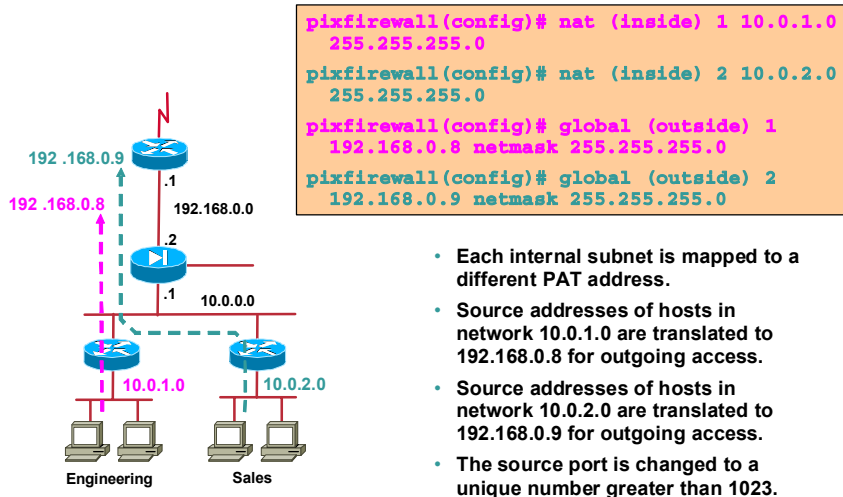 pixfirewall(config)# nat (inside) 1 10.0.1.0
255.255.255.0
pixfirewall(config)# nat (inside) 2 10.0.2.0
255.255.255.0
pixfirewall(config)# global (outside) 1
192.168.0.8 netmask 255.255.255.0
pixfirewall(config)# global (outside) 2
192.168.0.9 netmask 255.255.255.0
192 .168.0.9
.1
192 .168.0.8
192.168.0.0
.2
.1
10.0.0.0
10.0.1.0
10.0.2.0
Engineering
Sales
• Each internal subnet is mapped to a
different PAT address.
• Source addresses of hosts in
network 10.0.1.0 are translated to
192.168.0.8 for outgoing access.
• Source addresses of hosts in
network 10.0.2.0 are translated to
192.168.0.9 for outgoing access.
• The source port is changed to a
unique number greater than 1023.